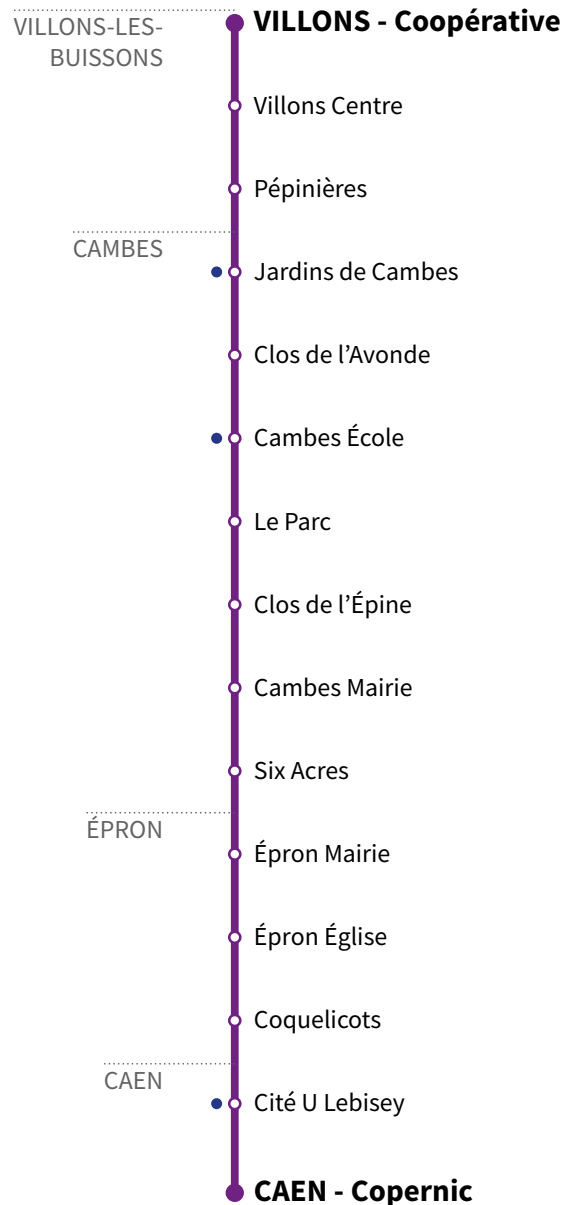 VILLONS-LES-
BUISSONS
VILLONS - Coopérative
Villons Centre
Pépinières
CAMBES
Jardins de Cambes
Clos de l’Avonde
Cambes École
Le Parc
Clos de l’Épine
Cambes Mairie
Six Acres
ÉPRON
Épron Mairie
Épron Église
Coquelicots
CAEN
Cité U Lebisey
CAEN - Copernic